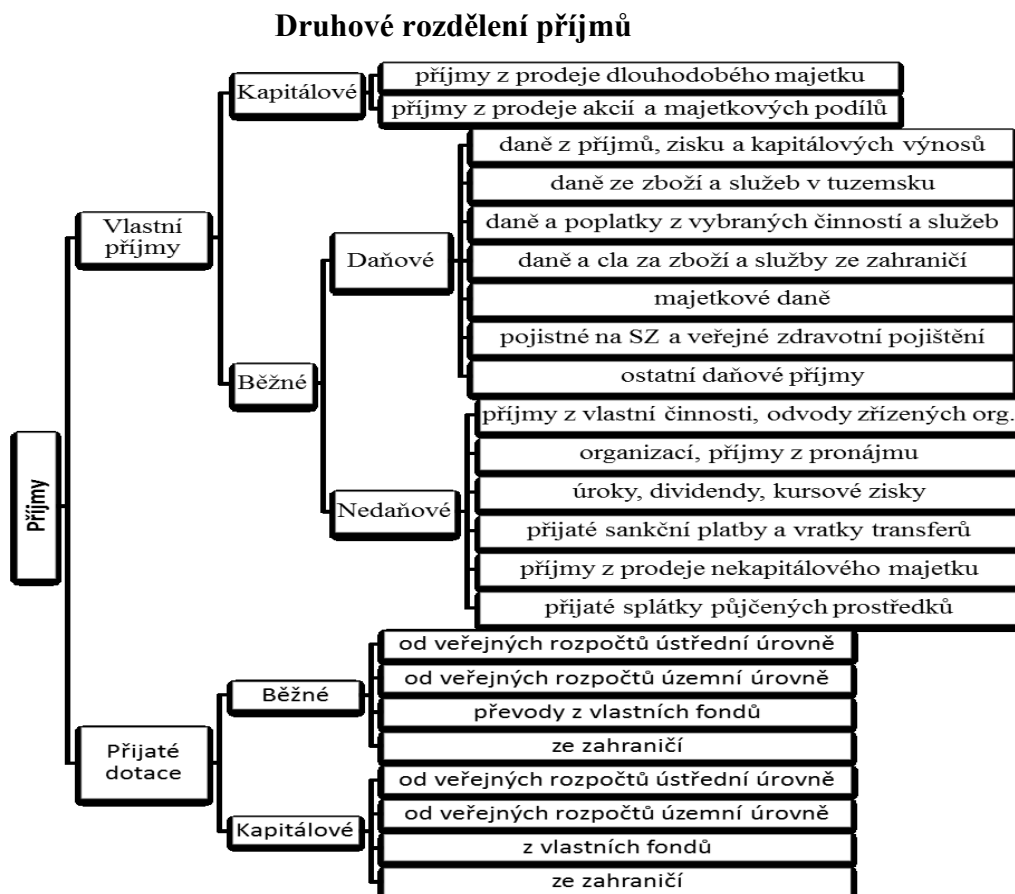 Druhové rozdělení příjmů
Příjmy
Vlastní
příjmy
Kapitálové
příjmy z prodeje dlouhodobého majetku
příjmy z prodeje akcií a majetkových podílů
Běžné
Daňové
daně z příjmů, zisku a kapitálových výnosů
daně ze zboží a služeb v tuzemsku
daně a poplatky z vybraných činností a služeb
daně a cla za zboží a služby ze zahraničí
majetkové daně
pojistné na SZ a veřejné zdravotní pojištění
ostatní daňové příjmy
Nedaňové
příjmy z vlastní činnosti, odvody zřízených org.
organizací, příjmy z pronájmu
úroky, dividendy, kursové zisky
přijaté sankční platby a vratky transferů
příjmy z prodeje nekapitálového majetku
přijaté splátky půjčených prostředků
Přijaté
dotace
Běžné
od veřejných rozpočtů ústřední úrovně
od veřejných rozpočtů územní úrovně
převody z vlastních fondů
ze zahraničí
Kapitálové
od veřejných rozpočtů ústřední úrovně
od veřejných rozpočtů územní úrovně
z vlastních fondů
ze zahraničí